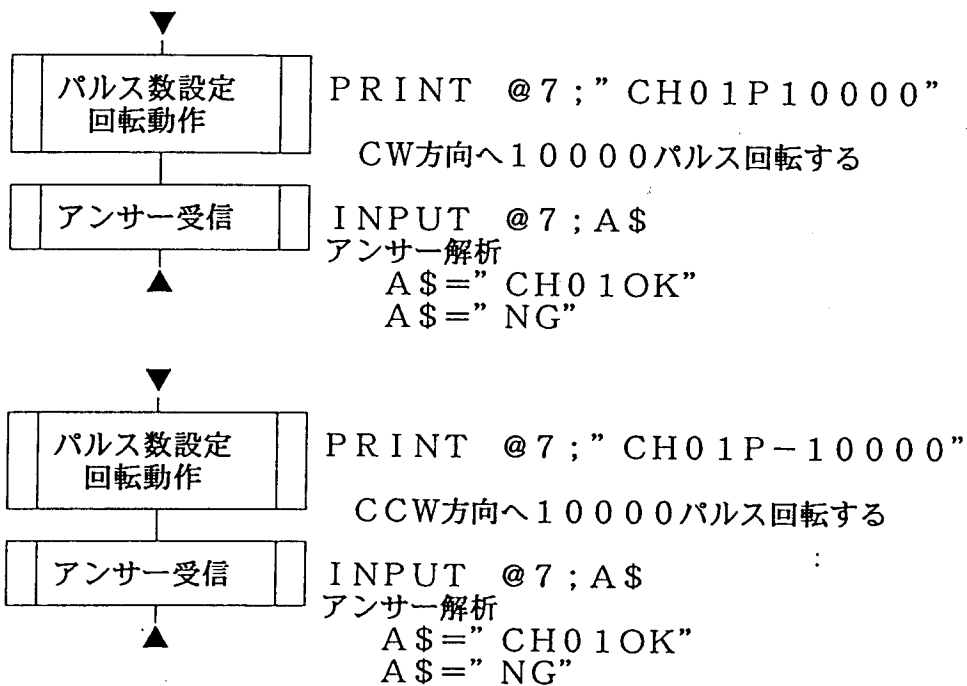 パルス数設定
回転動作
PRINT @7;"CH01P10000"
CW方向へ10000パルス回転する
アンサー受信
INPUT @7;A$
アンサー解析
A$="CH01OK"
A$="NG"
パルス数設定
回転動作
PRINT @7;"CH01P-10000"
CCW方向へ10000パルス回転する
アンサー受信
INPUT @7;A$
アンサー解析
A$="CH01OK"
A$="NG"